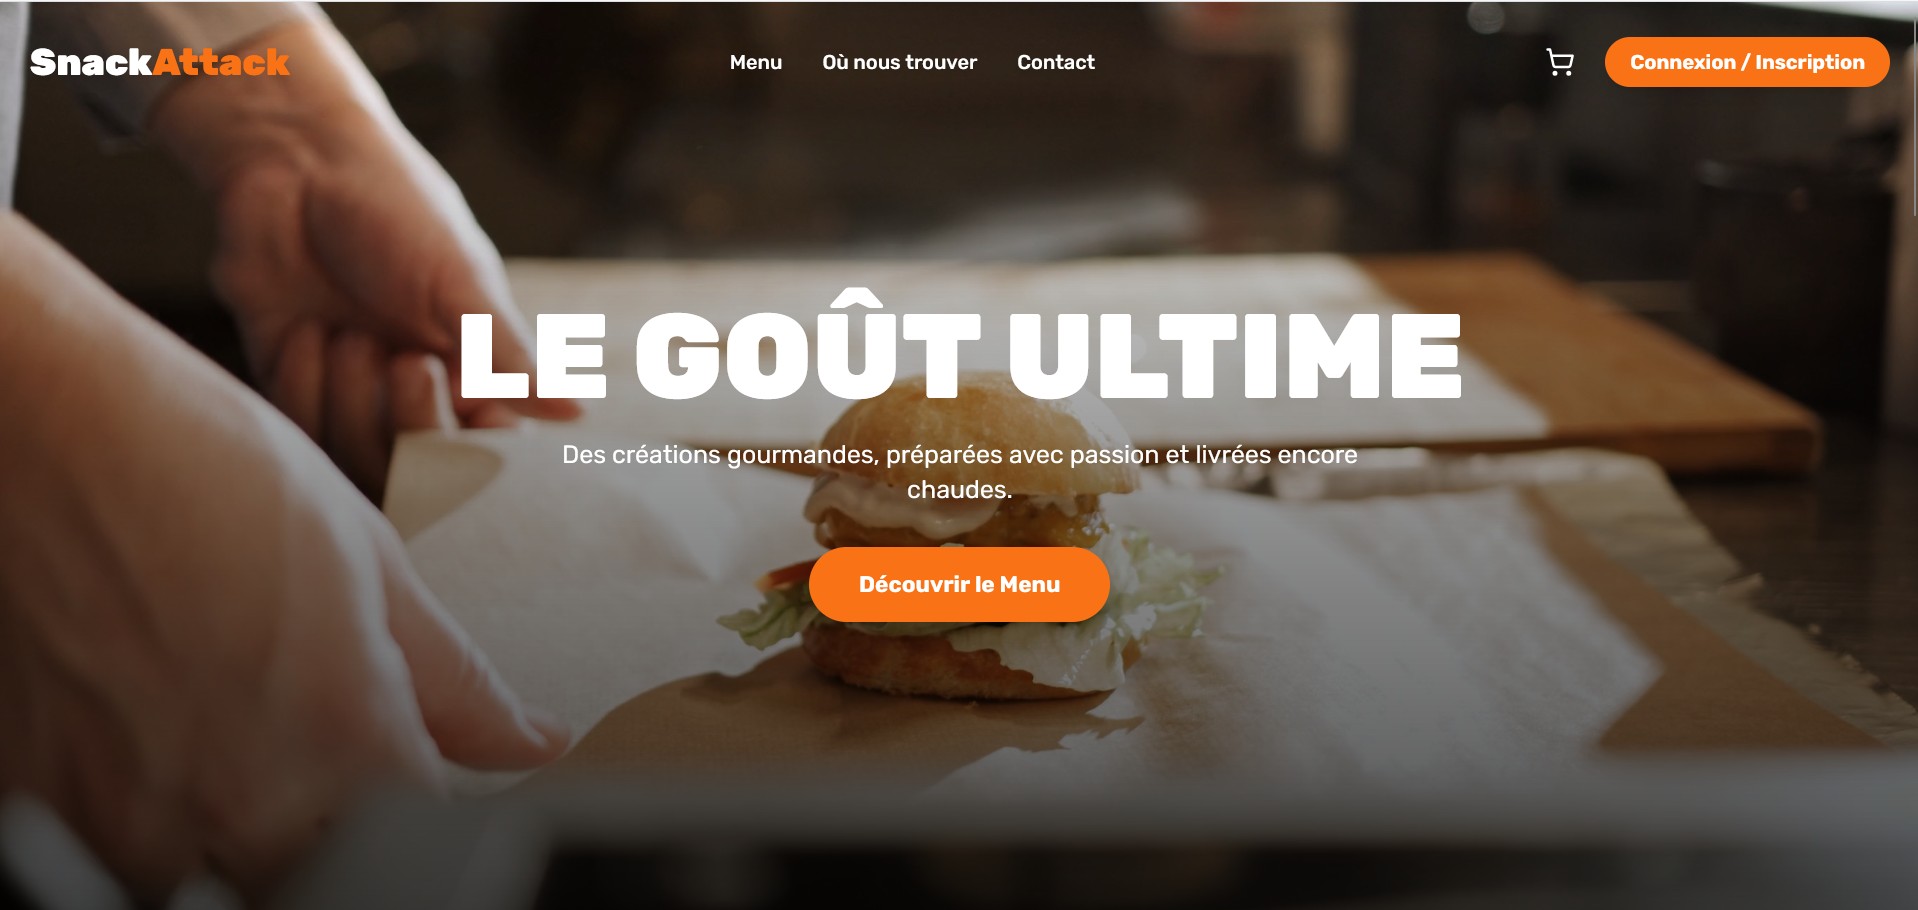 SnackAttack
Menu
Où nous trouver
Contact
Connexion / Inscription
LE GOÛT ULTIME
Des créations gourmandes, préparées avec passion et livrées encore
chaudes.
Découvrir le Menu